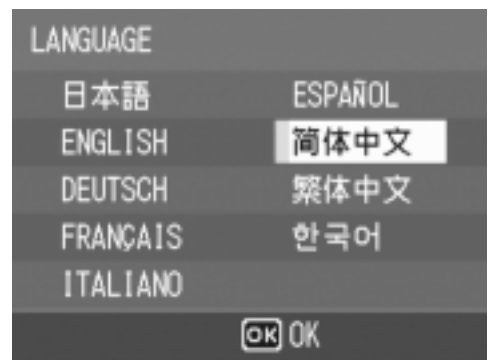 LANGUAGE
日本語 ESPAÑOL
ENGLISH 简体中文
DEUTSCH 繁体中文
FRANÇAIS 한국어
ITALIANO
OK OK